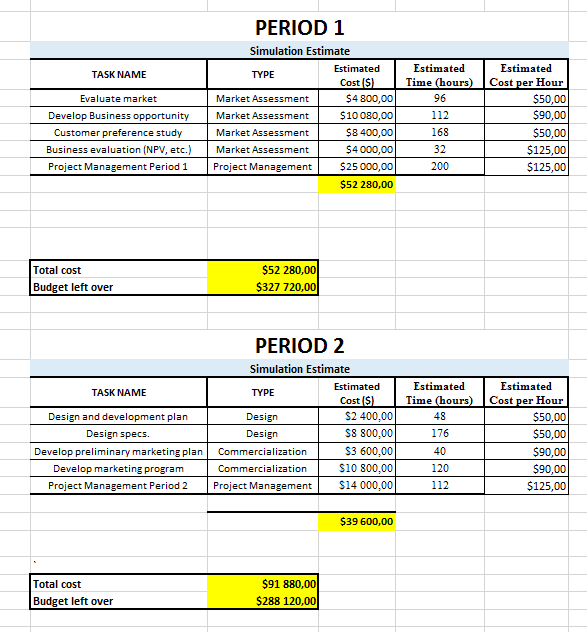 PERIOD 1
Simulation Estimate
TASK NAME TYPE Estimated Cost ($) Estimated Time (hours) Estimated Cost per Hour
Evaluate market Market Assessment $4 800,00 96 $50,00
Develop Business opportunity Market Assessment $10 080,00 112 $90,00
Customer preference study Market Assessment $8 400,00 168 $50,00
Business evaluation (NPV, etc.) Market Assessment $4 000,00 32 $125,00
Project Management Period 1 Project Management $25 000,00 200 $125,00
$52 280,00
Total cost $52 280,00
Budget left over $327 720,00
PERIOD 2
Simulation Estimate
TASK NAME TYPE Estimated Cost ($) Estimated Time (hours) Estimated Cost per Hour
Design and development plan Design $2 400,00 48 $50,00
Design specs. Design $8 800,00 176 $50,00
Develop preliminary marketing plan Commercialization $3 600,00 40 $90,00
Develop marketing program Commercialization $10 800,00 120 $90,00
Project Management Period 2 Project Management $14 000,00 112 $125,00
$39 600,00
`
Total cost $91 880,00
Budget left over $288 120,00